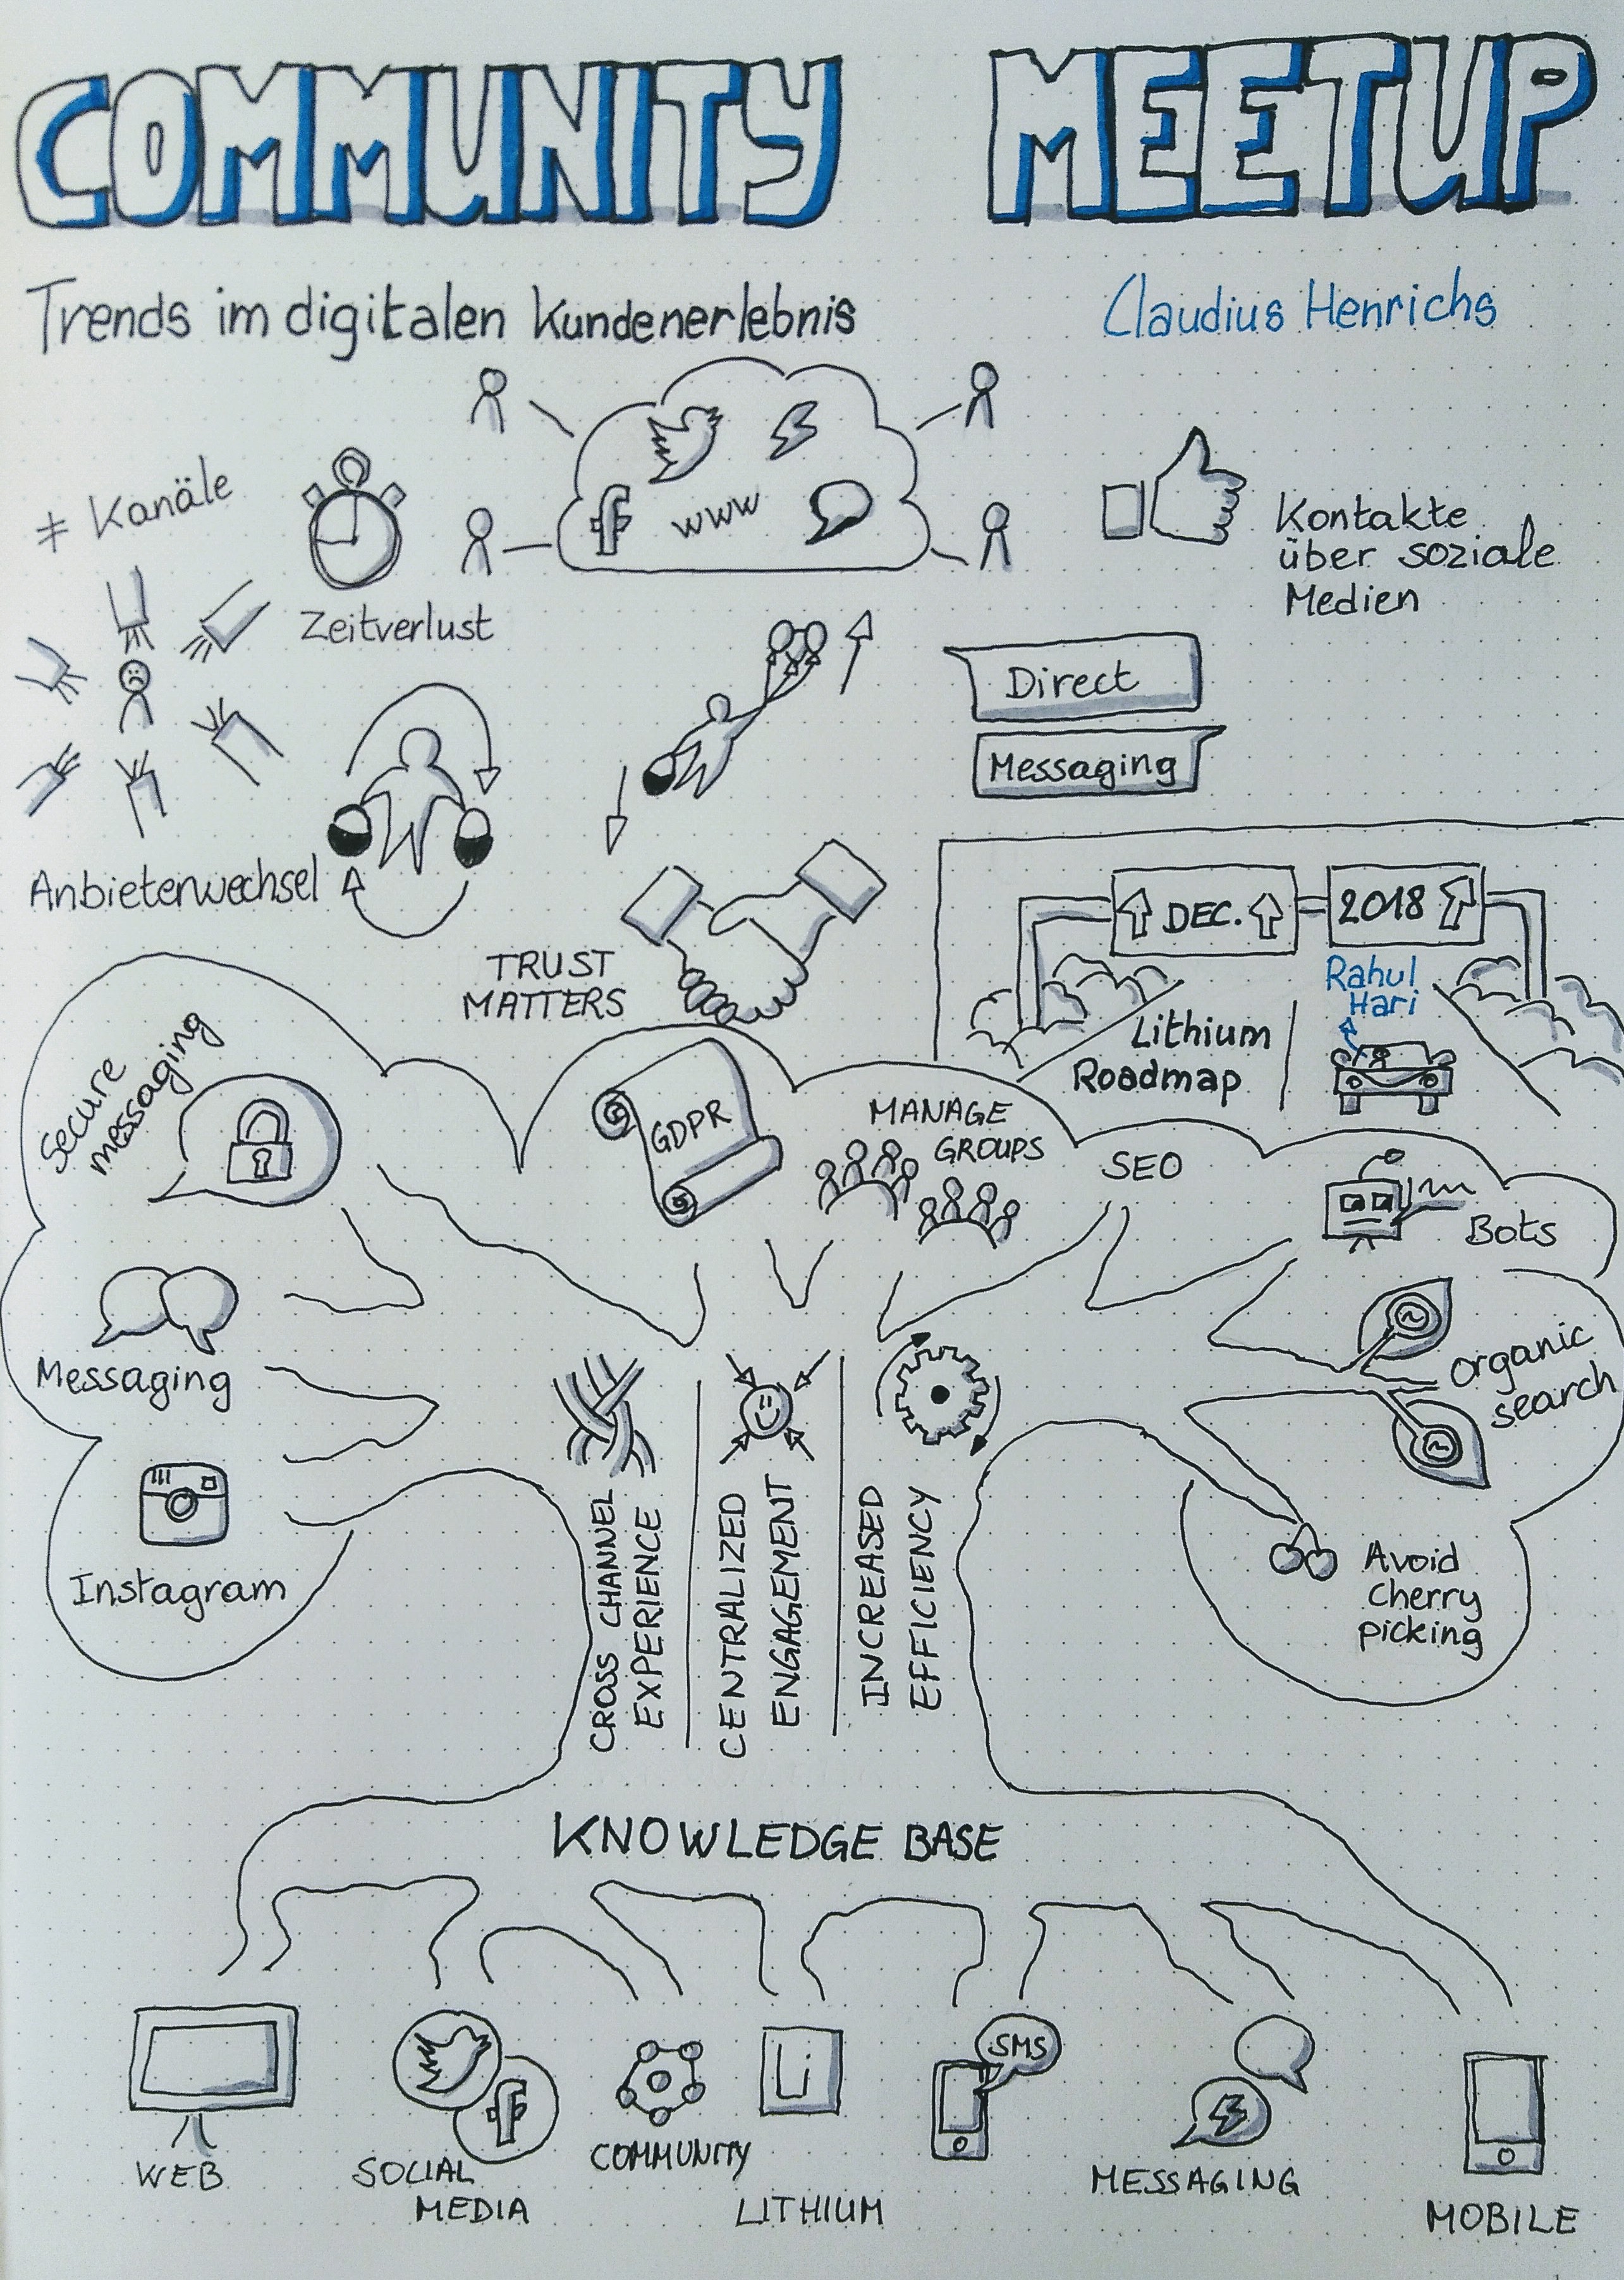 COMMUNITY MEETUP
Trends im digitalen Kundenerlebnis
Claudius Henrichs
≠ Kanäle
Zeitverlust
f www
Kontakte
über soziale
Medien
Direct
Messaging
Anbieterwechsel
TRUST
MATTERS
DEC.
2018
Rahul
Hari
Lithium
Roadmap
Secure
messaging
GDPR
MANAGE
GROUPS
SEO
Bots
Messaging
Organic
search
Instagram
Avoid
cherry
picking
CROSS CHANNEL
EXPERIENCE
CENTRALIZED
ENGAGEMENT
INCREASED
EFFICIENCY
KNOWLEDGE BASE
WEB
f
SOCIAL
MEDIA
COMMUNITY
Li
LITHIUM
SMS
MESSAGING
MOBILE